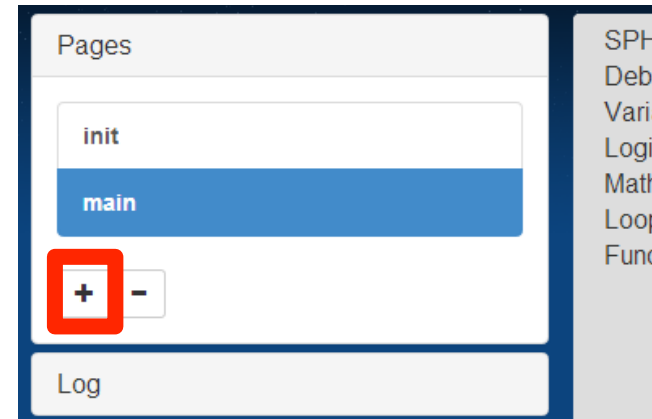 Pages
init
main
+ −
Log
SPH
Deb
Vari
Logi
Math
Loop
Func